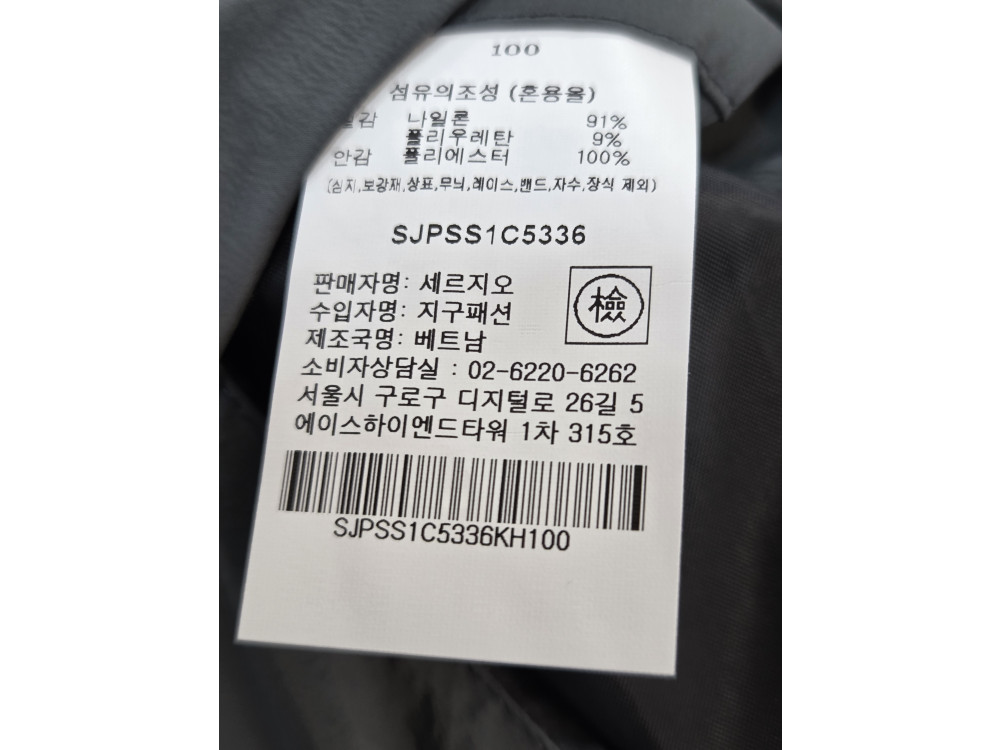 100
섬유의조성 (혼용율)
겉감 나일론 91%
폴리우레탄 9%
안감 폴리에스터 100%
(심지,보강재,상표,무늬,레이스,밴드,자수,장식 제외)
SJPSS1C5336
판매자명: 세르지오
檢
수입자명: 지구패션
제조국명: 베트남
소비자상담실 : 02-6220-6262
서울시 구로구 디지털로 26길 5
에이스하이엔드타워 1차 315호
SJPSS1C5336KH100